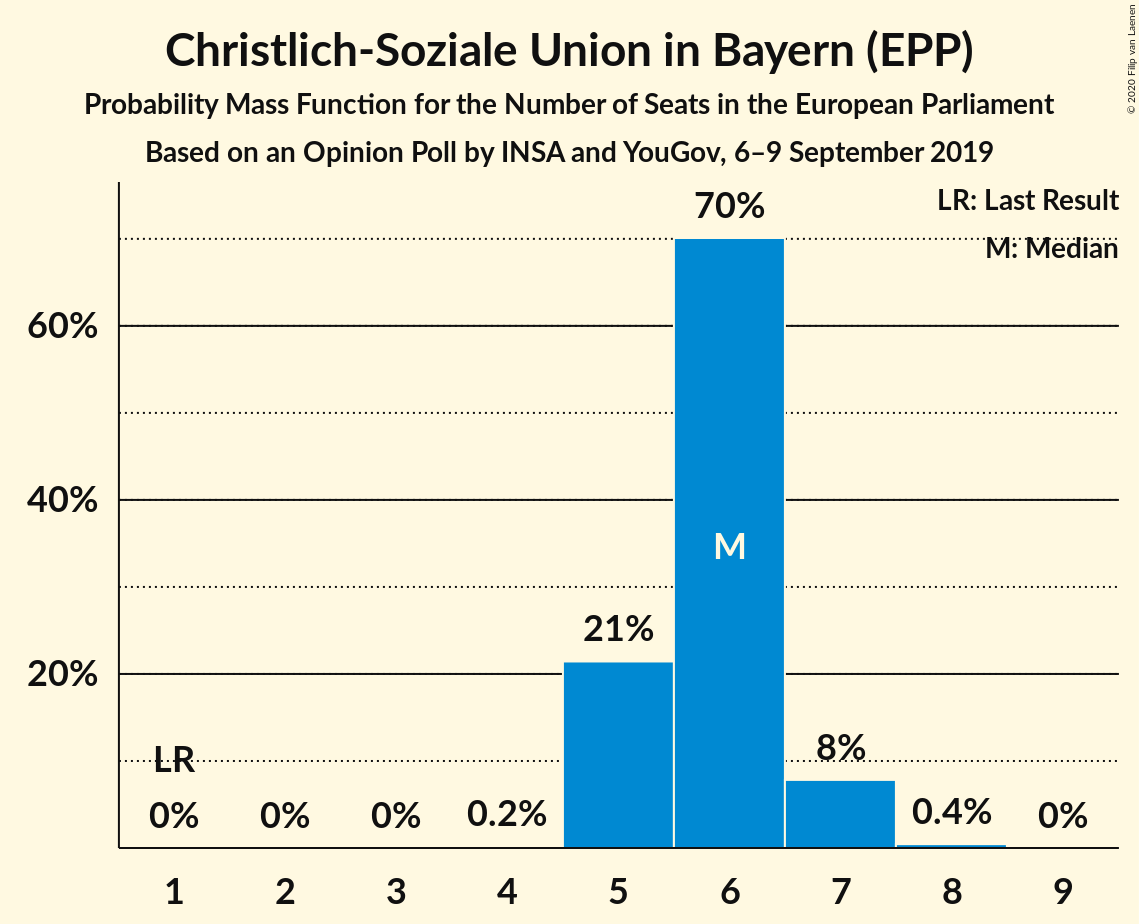 Christlich-Soziale Union in Bayern (EPP)
Probability Mass Function for the Number of Seats in the European Parliament
Based on an Opinion Poll by INSA and YouGov, 6–9 September 2019
© 2020 Filip van Laenen
LR: Last Result
M: Median
70%
60%
40%
M
21%
20%
LR
8%
0%
0%
0%
0.2%
0.4%
0%
1 2 3 4 5 6 7 8 9